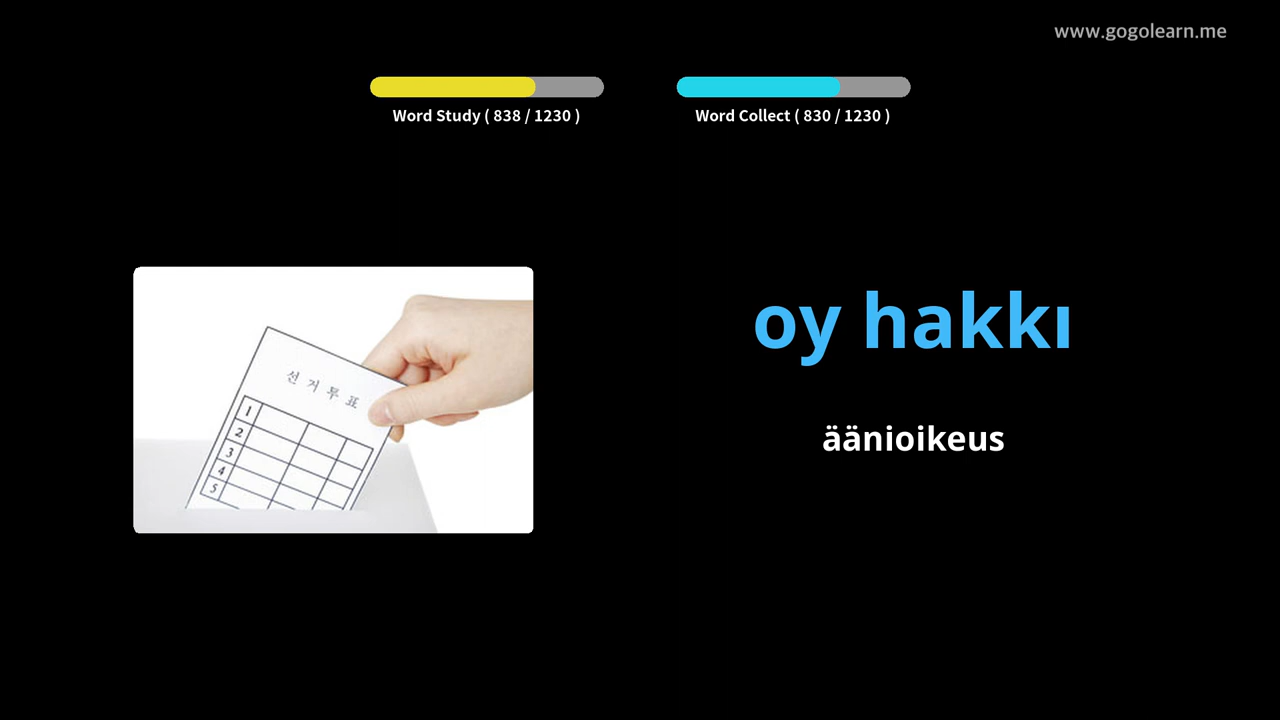 www.gogolearn.me
Word Study ( 838 / 1230 )
Word Collect ( 830 / 1230 )
선거투표
1
2
3
4
5
oy hakkı
äänioikeus